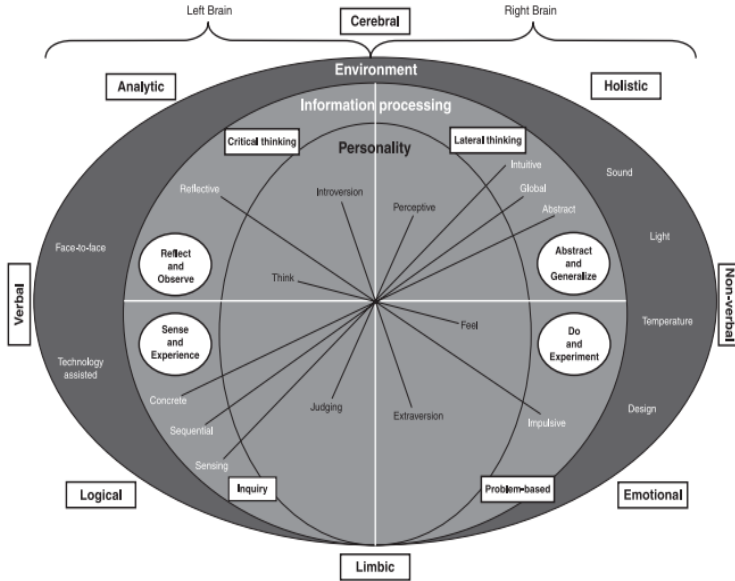 Left Brain
Cerebral
Right Brain
Analytic
Environment
Holistic
Information processing
Critical thinking
Lateral thinking
Personality
Intuitive
Sound
Reflective
Introversion
Global
Perceptive
Abstract
Face-to-face
Light
Reflect
and
Observe
Abstract
and
Generalize
Think
Verbal
Non-verbal
Sense
and
Experience
Feel
Do
and
Experiment
Temperature
Technology
assisted
Concrete
Judging
Extraversion
Impulsive
Design
Sequential
Sensing
Logical
Inquiry
Problem-based
Emotional
Limbic